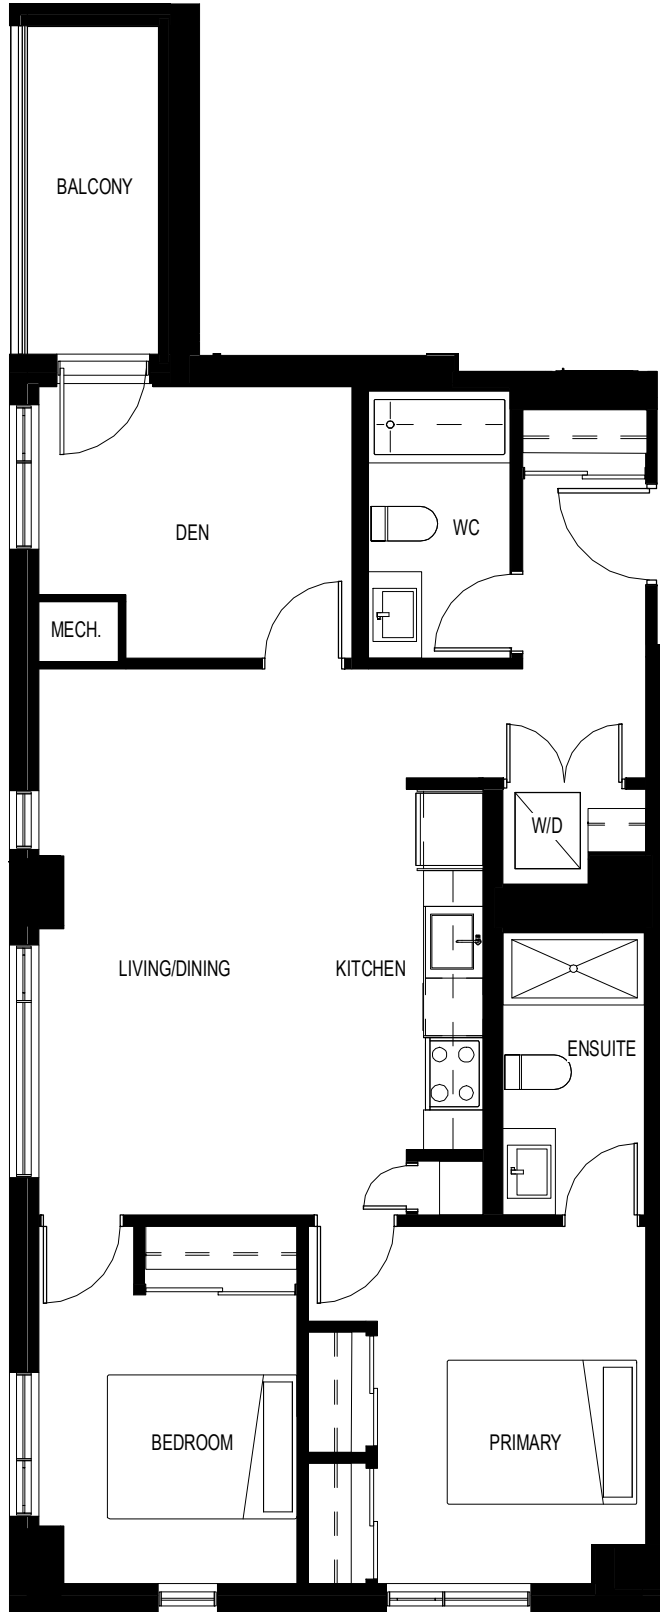 BALCONY
DEN
WC
MECH.
W/D
LIVING/DINING
KITCHEN
ENSUITE
BEDROOM
PRIMARY